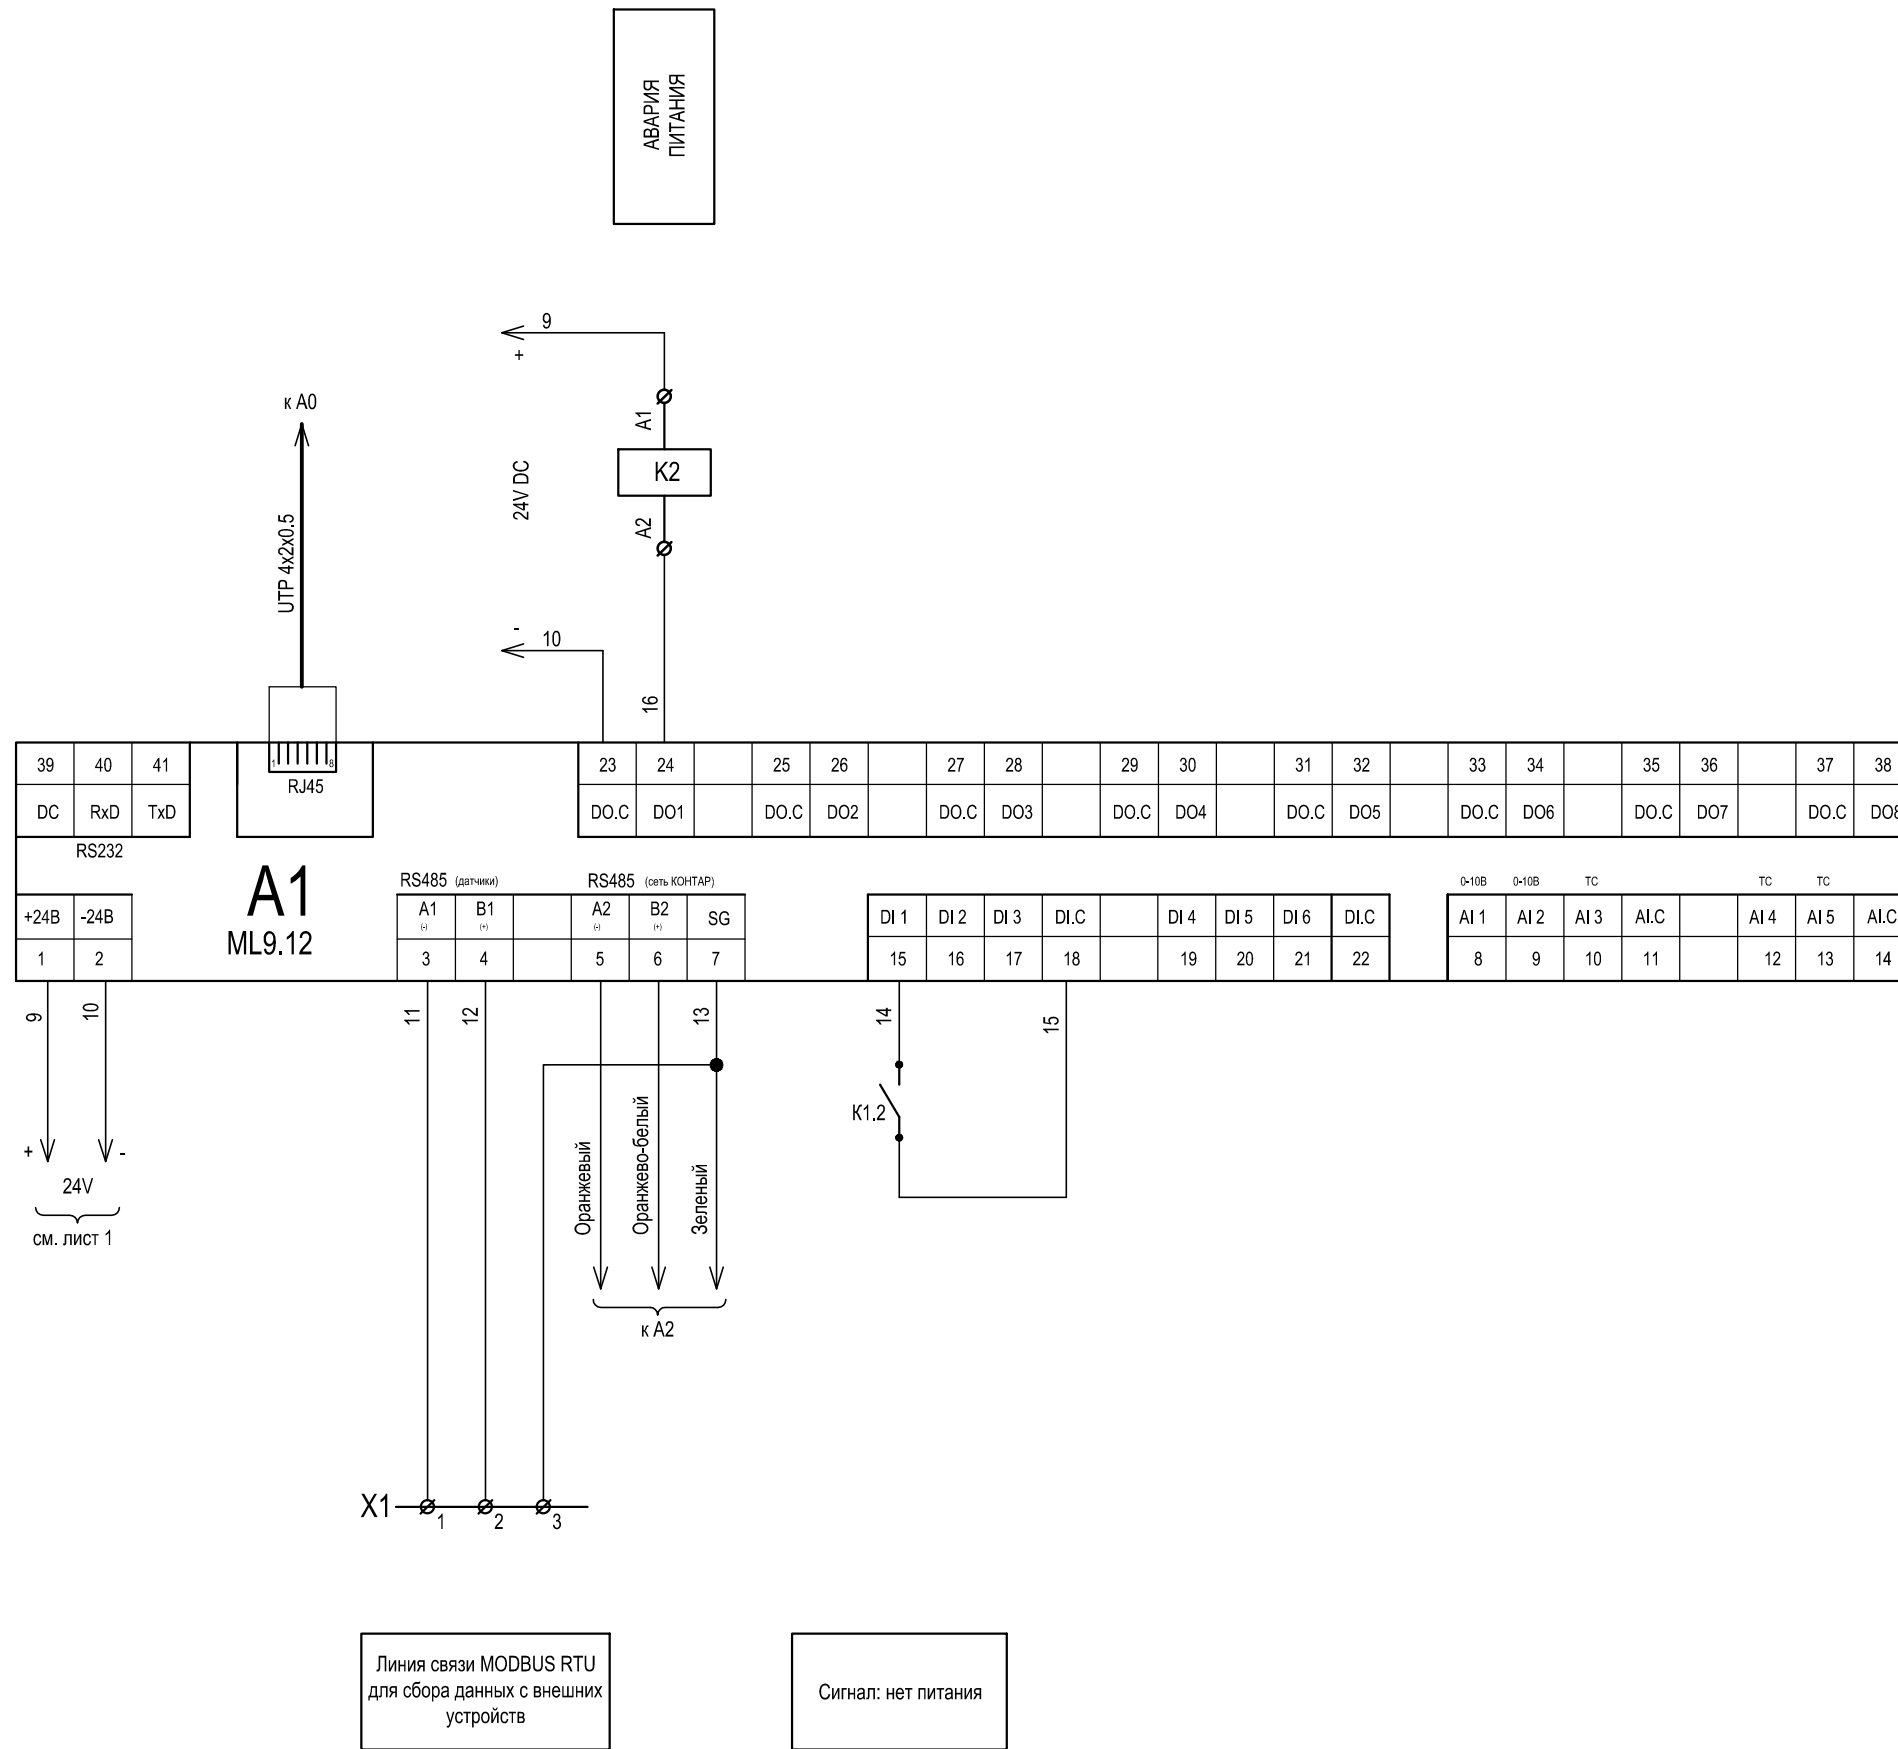 АВАРИЯ
ПИТАНИЯ
9
+
к А0
A1
K2
24V DC
A2
UTP 4x2x0.5
-
10
16
39 40 41
1 8
RJ45
23 24 25 26 27 28 29 30 31 32 33 34 35 36 37 38
DC RxD TxD
DO.C DO1 DO.C DO2 DO.C DO3 DO.C DO4 DO.C DO5 DO.C DO6 DO.C DO7 DO.C DO8
RS232
A1
ML9.12
RS485 (датчики) RS485 (сеть КОНТАР)
0-10В 0-10В ТС ТС ТС
+24В -24В
A1 B1 A2 B2 SG
(-) (+) (-) (+)
DI 1 DI 2 DI 3 DI.C DI 4 DI 5 DI 6 DI.C
AI 1 AI 2 AI 3 AI.C AI 4 AI 5 AI.C
1 2 3 4 5 6 7 15 16 17 18 19 20 21 22 8 9 10 11 12 13 14
9 10 11 12 13 14 15
К1.2
+ -
24V
см. лист 1
Оранжевый
Оранжево-белый
Зеленый
к А2
X1
1 2 3
Линия связи MODBUS RTU
для сбора данных с внешних
устройств
Сигнал: нет питания